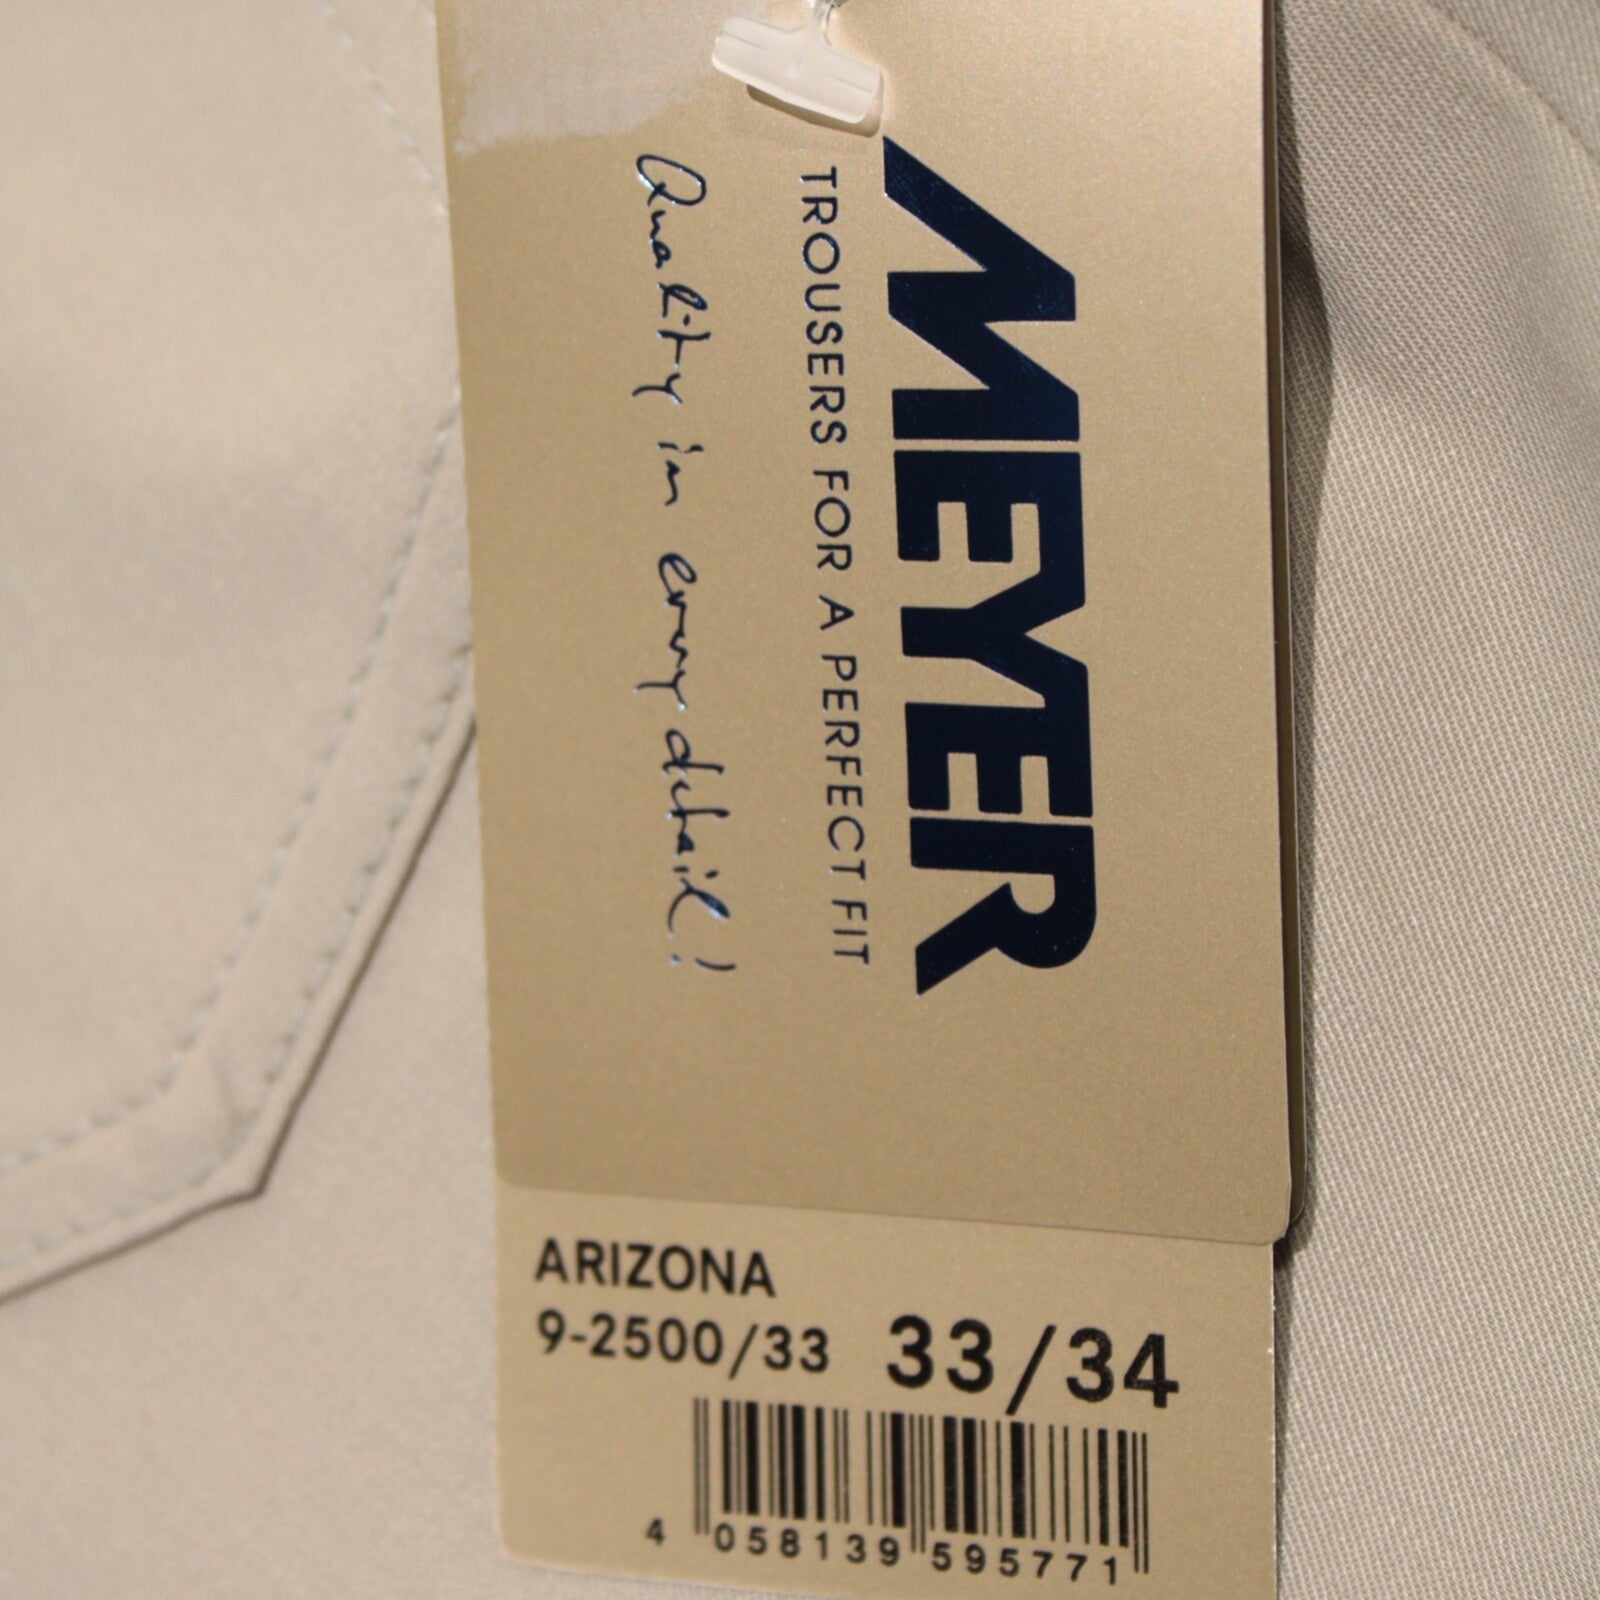 MEYER
TROUSERS FOR A PERFECT FIT
Quality in every detail!
ARIZONA
9-2500/33 33/34
4 058139 595771